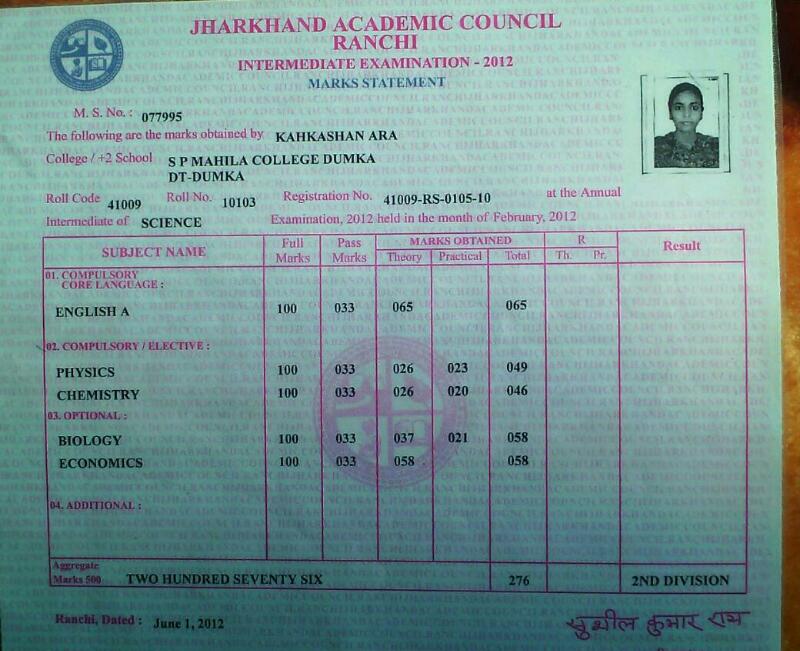 JHARKHAND ACADEMIC COUNCIL
RANCHI
INTERMEDIATE EXAMINATION - 2012
MARKS STATEMENT
M. S. No. : 077995
The following are the marks obtained by KAHKASHAN ARA
College / +2 School S P MAHILA COLLEGE DUMKA
DT-DUMKA
Roll Code 41009 Roll No. 10103 Registration No. 41009-RS-0105-10 at the Annual
Intermediate of SCIENCE Examination, 2012 held in the month of February, 2012
SUBJECT NAME Full Marks Pass Marks MARKS OBTAINED R Result
Theory Practical Total Th. Pr.
01. COMPULSORY
CORE LANGUAGE :
ENGLISH A 100 033 065 065
02. COMPULSORY / ELECTIVE :
PHYSICS 100 033 026 023 049
CHEMISTRY 100 033 026 020 046
03. OPTIONAL :
BIOLOGY 100 033 037 021 058
ECONOMICS 100 033 058 058
04. ADDITIONAL :
Aggregate
Marks 500 TWO HUNDRED SEVENTY SIX 276 2ND DIVISION
Ranchi, Dated : June 1, 2012 सुशील कुमार राय